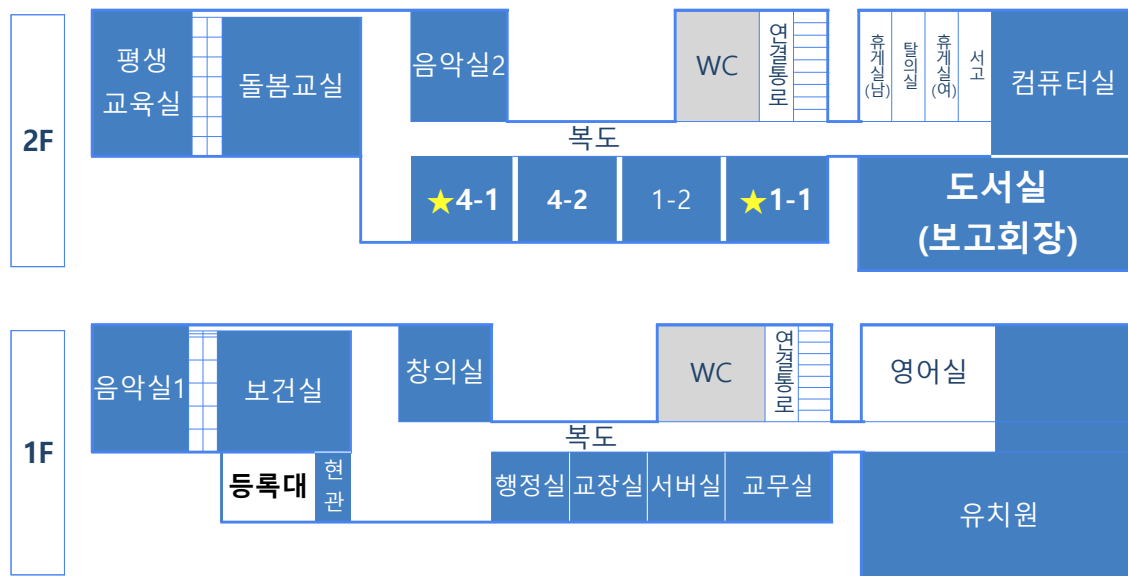 2F
평생
교육실
돌봄교실
음악실2
WC
연결통로
휴게실(남)
탈의실
휴게실(여)
서고
컴퓨터실
복도
★4-1
4-2
1-2
★1-1
도서실
(보고회장)
1F
음악실1
보건실
창의실
WC
연결통로
영어실
복도
등록대
현관
행정실
교장실
서버실
교무실
유치원